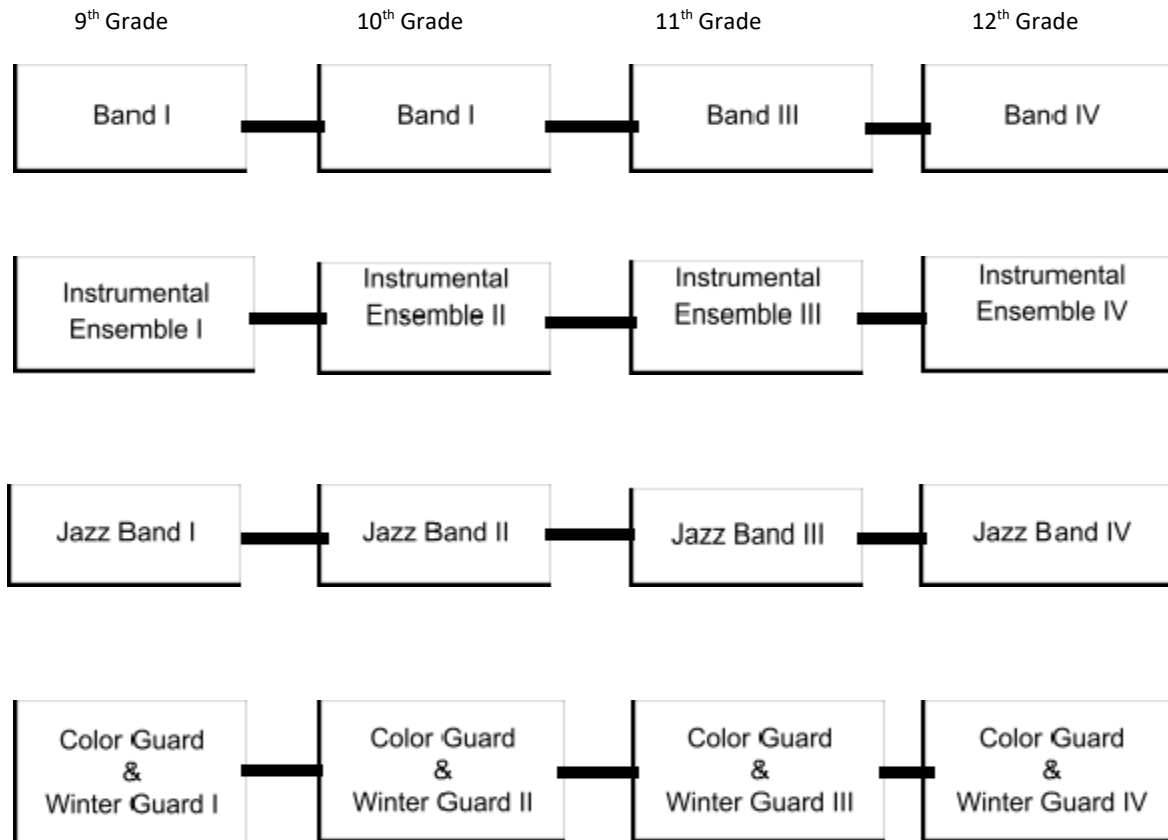 9th Grade 10th Grade 11th Grade 12th Grade
Band I Band I Band III Band IV
Instrumental Instrumental Instrumental Instrumental
Ensemble I Ensemble II Ensemble III Ensemble IV
Jazz Band I Jazz Band II Jazz Band III Jazz Band IV
Color Guard Color Guard Color Guard Color Guard
& & & &
Winter Guard I Winter Guard II Winter Guard III Winter Guard IV